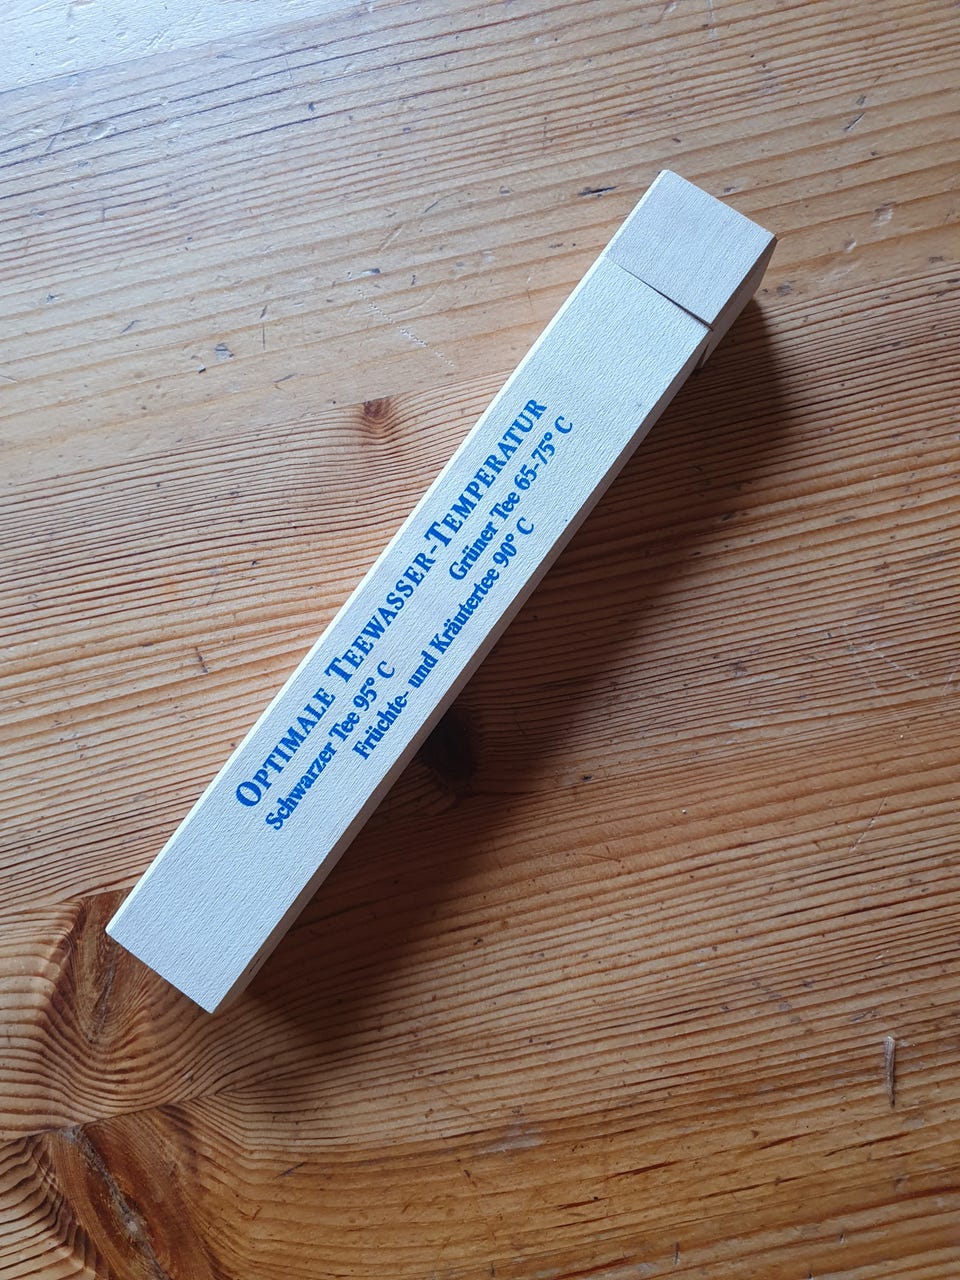 OPTIMALE TEEWASSER-TEMPERATUR
Schwarzer Tee 95° C Grüner Tee 65-75° C
Früchte- und Kräutertee 90° C